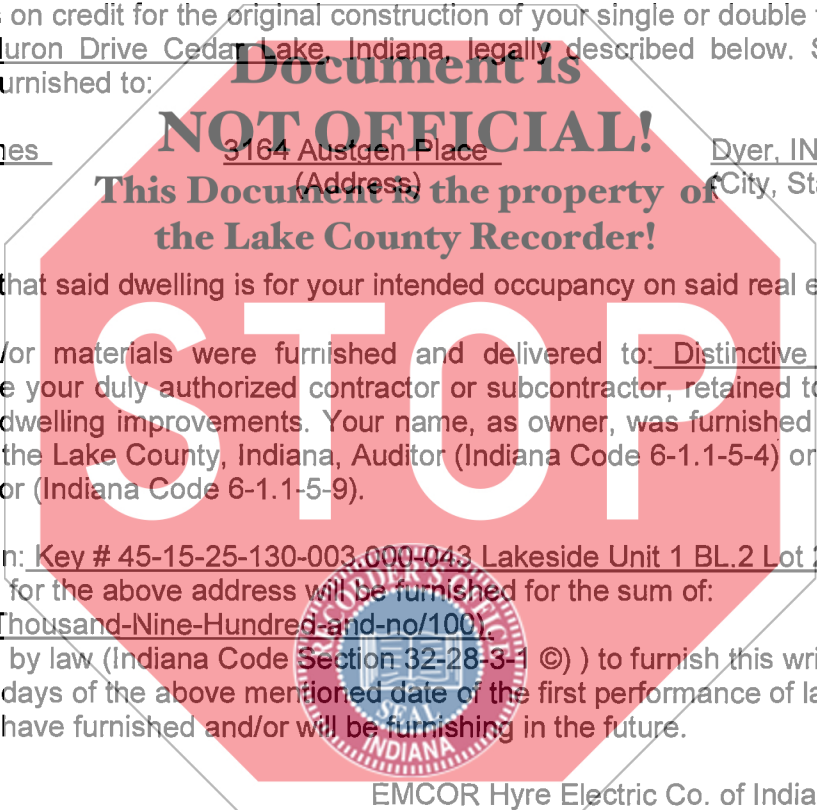 on credit for the original construction of your single or double
uron Drive Cedar Lake, Indiana, legally described below.
Document is
urnished to:
NOT OFFICIAL!
nes 3164 Austgen Place Dyer, IN
(Address) (City, St
This Document is the property of
the Lake County Recorder!
that said dwelling is for your intended occupancy on said real e
STOP
/or materials were furnished and delivered to: Distinctive
e your duly authorized contractor or subcontractor, retained to
dwelling improvements. Your name, as owner, was furnished
the Lake County, Indiana, Auditor (Indiana Code 6-1.1-5-4) or
or (Indiana Code 6-1.1-5-9).
n: Key # 45-15-25-130-003.000-043 Lakeside Unit 1 BL.2 Lot 2
for the above address will be furnished for the sum of:
Thousand-Nine-Hundred-and-no/100).
by law (Indiana Code Section 32-28-3-1 ©) ) to furnish this wri
days of the above mentioned date of the first performance of la
have furnished and/or will be furnishing in the future.
RECORDER'S OFFICE
SEAL
INDIANA
EMCOR Hyre Electric Co. of India